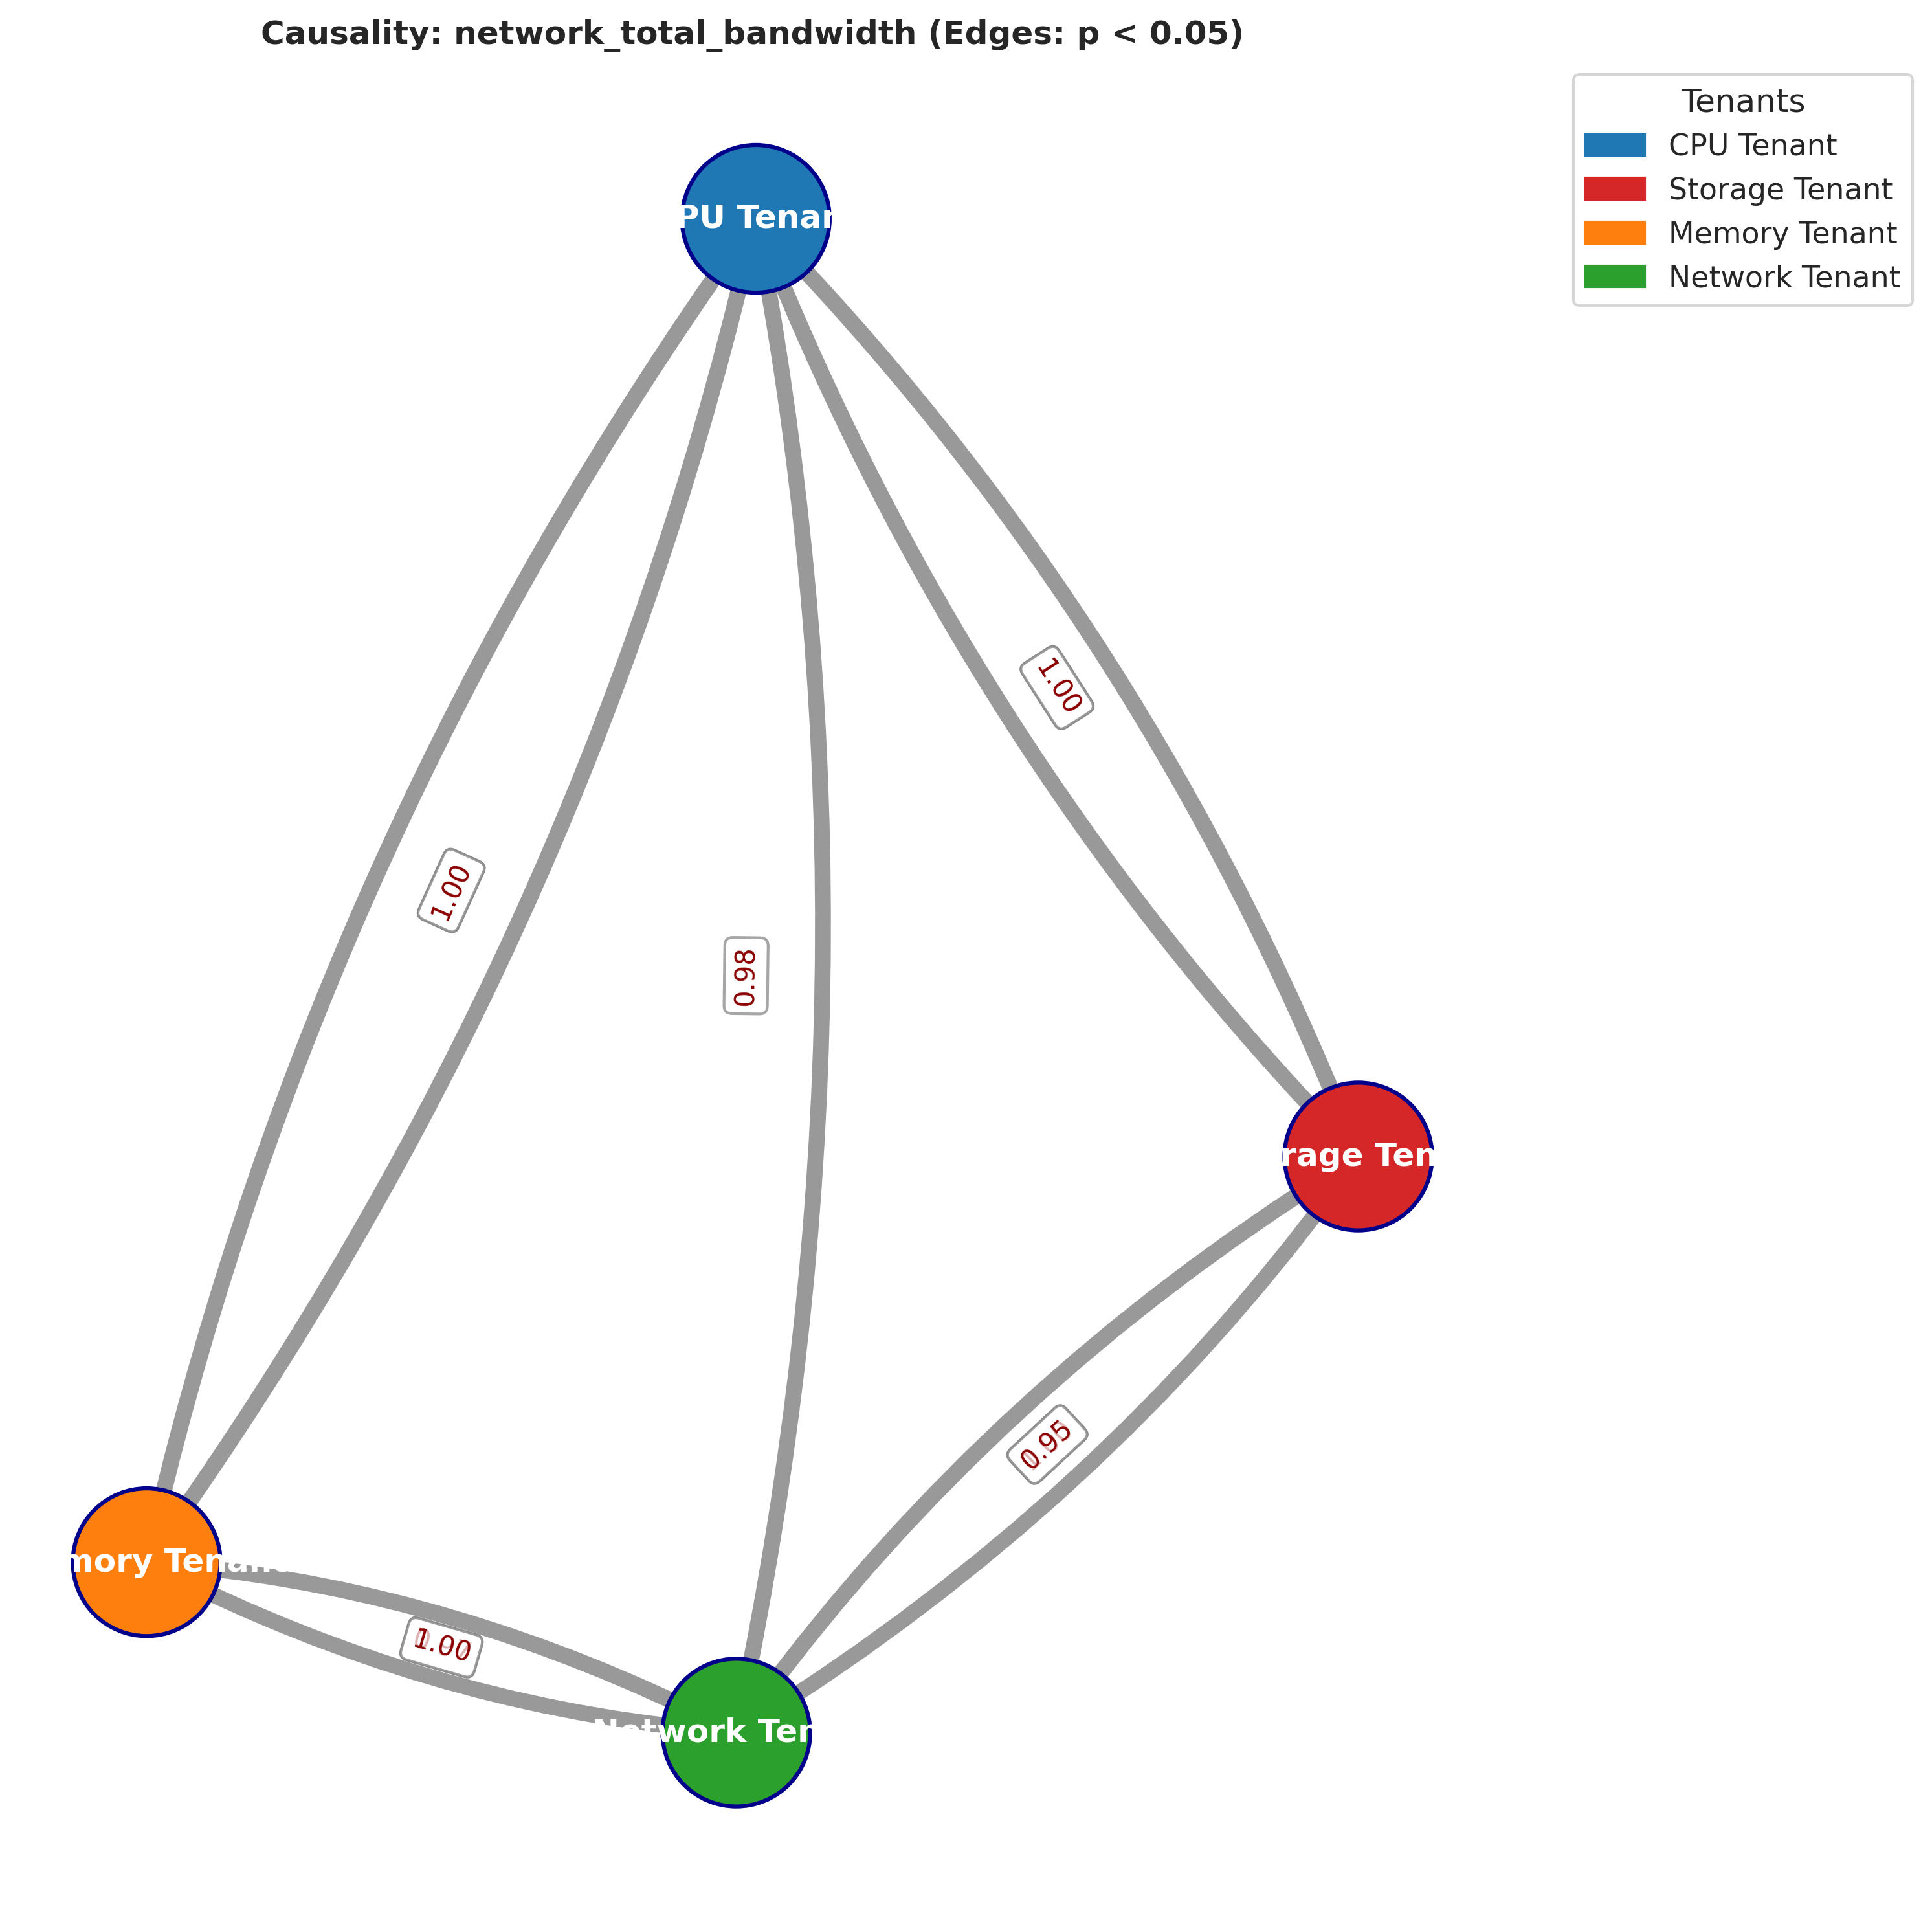 Causality: network_total_bandwidth (Edges: p < 0.05)
Tenants
CPU Tenant
Storage Tenant
Memory Tenant
Network Tenant
PU Tenar
1.00
1.00
0.98
rage Ten
0.95
mory Tenant
1.00
Network Ten